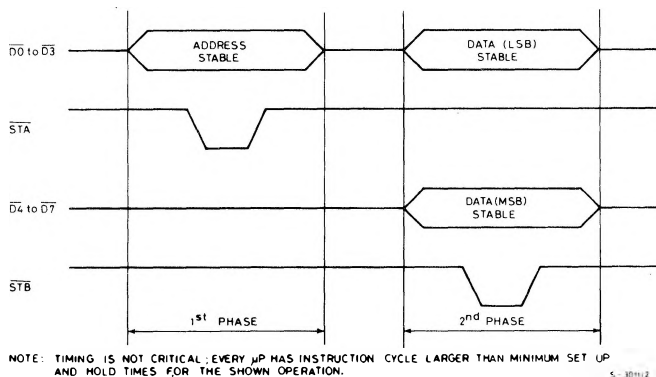 D0 to D3
ADDRESS
STABLE
DATA (LSB)
STABLE
STA
D4 to D7
DATA(MSB)
STABLE
STB
1st PHASE
2nd PHASE
NOTE: TIMING IS NOT CRITICAL; EVERY µP HAS INSTRUCTION CYCLE LARGER THAN MINIMUM SET UP
AND HOLD TIMES FOR THE SHOWN OPERATION.